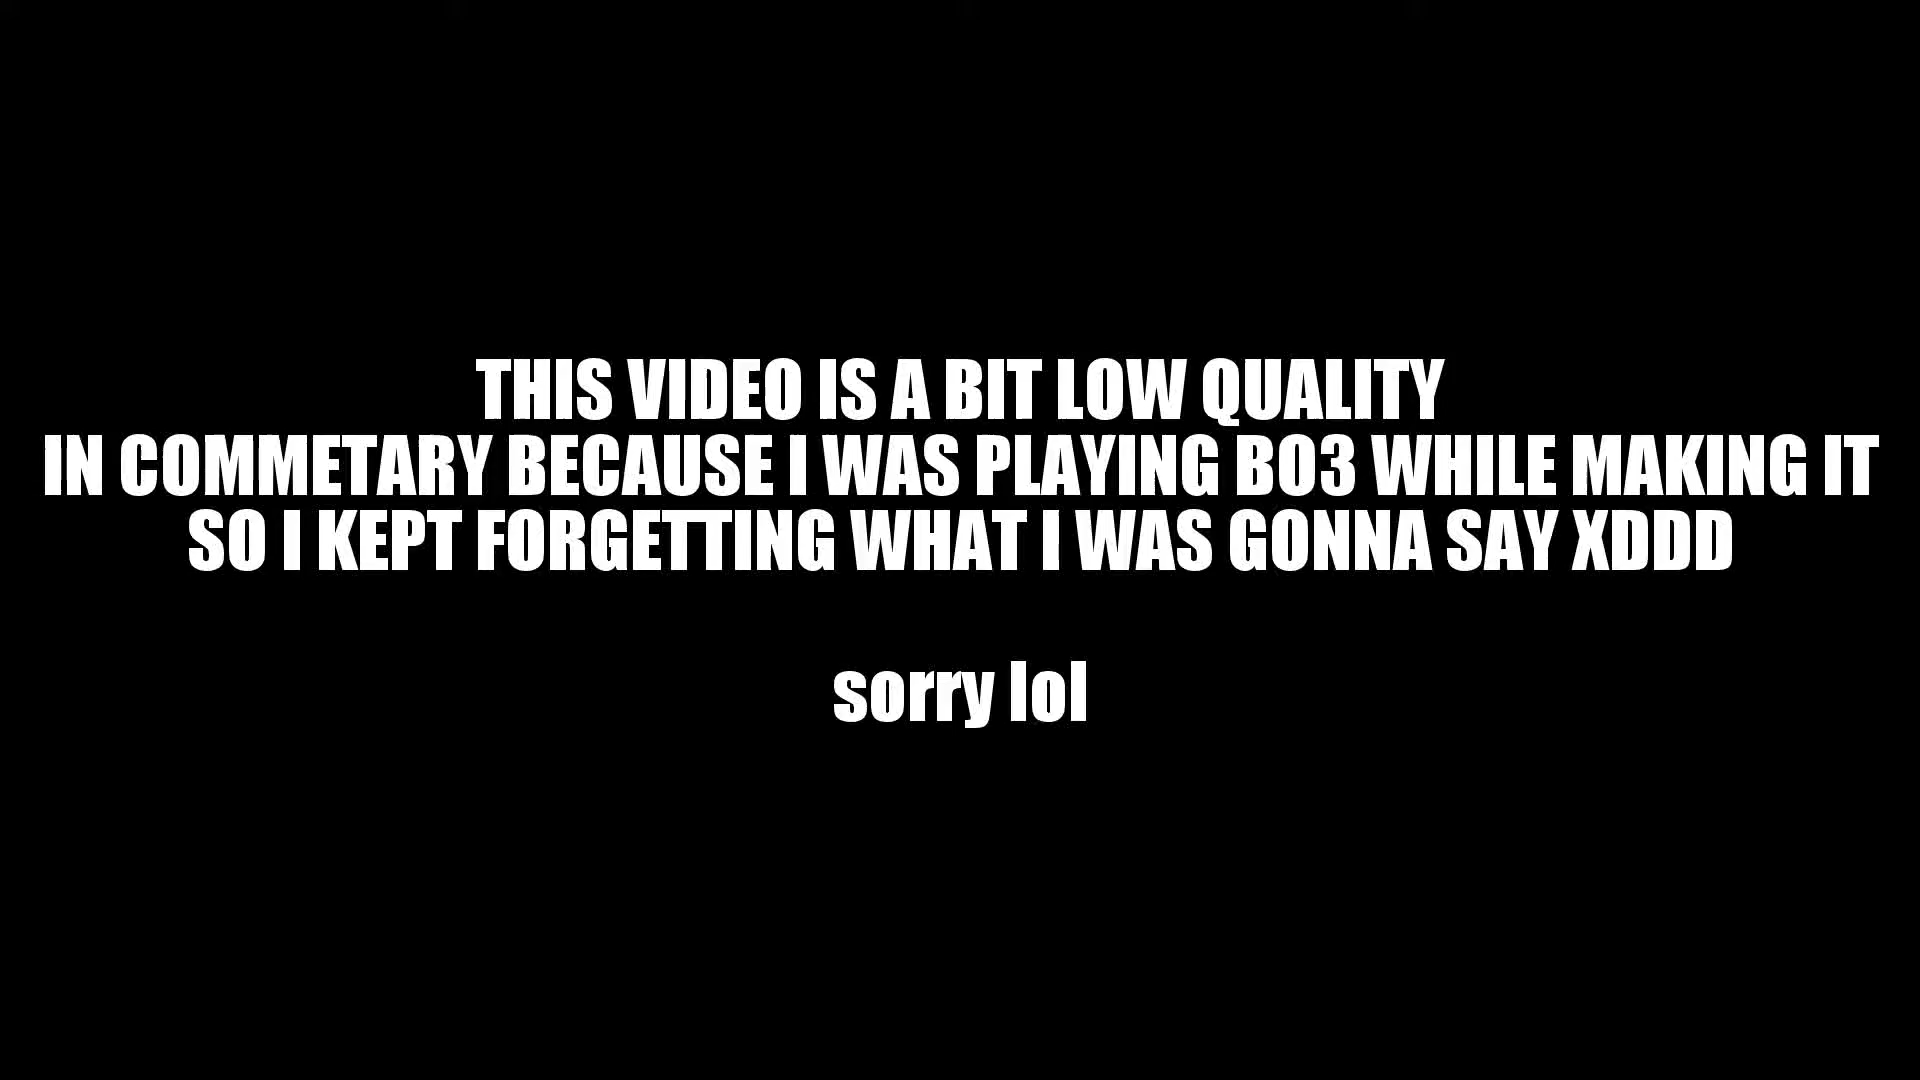 THIS VIDEO IS A BIT LOW QUALITY
IN COMMETARY BECAUSE I WAS PLAYING BO3 WHILE MAKING IT
SO I KEPT FORGETTING WHAT I WAS GONNA SAY XDDD
sorry lol